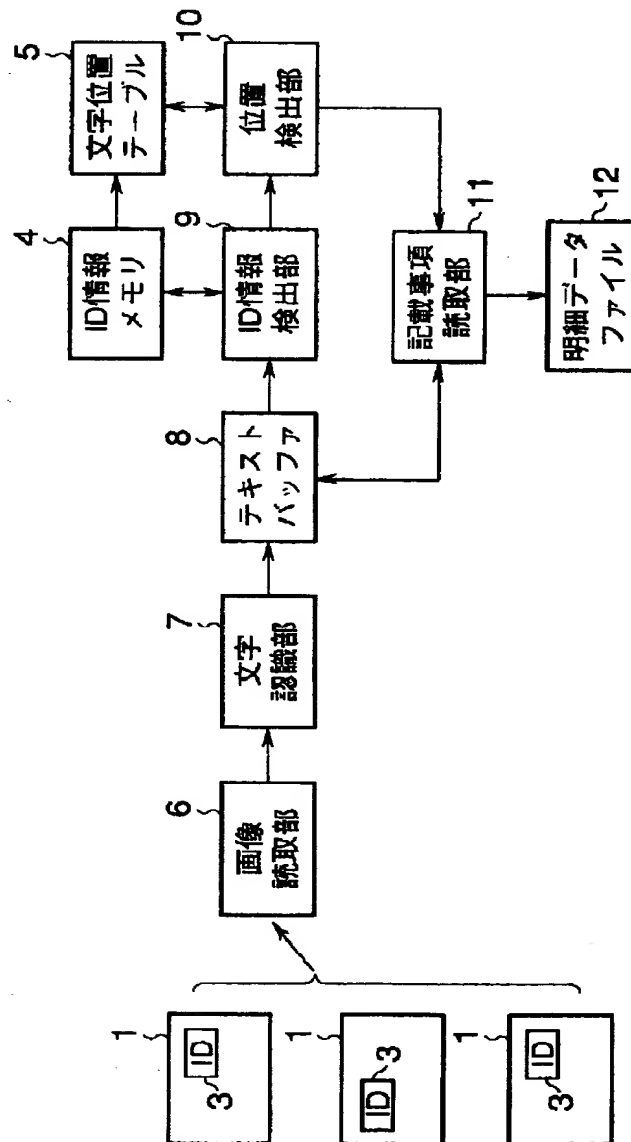 1
ID
3
1
ID
3
1
ID
3
6
画像
読取部
7
文字
認識部
8
テキスト
バッファ
4
ID情報
メモリ
9
ID情報
検出部
5
文字位置
テーブル
10
位置
検出部
記載事項
読取部
11
明細データ
ファイル
12